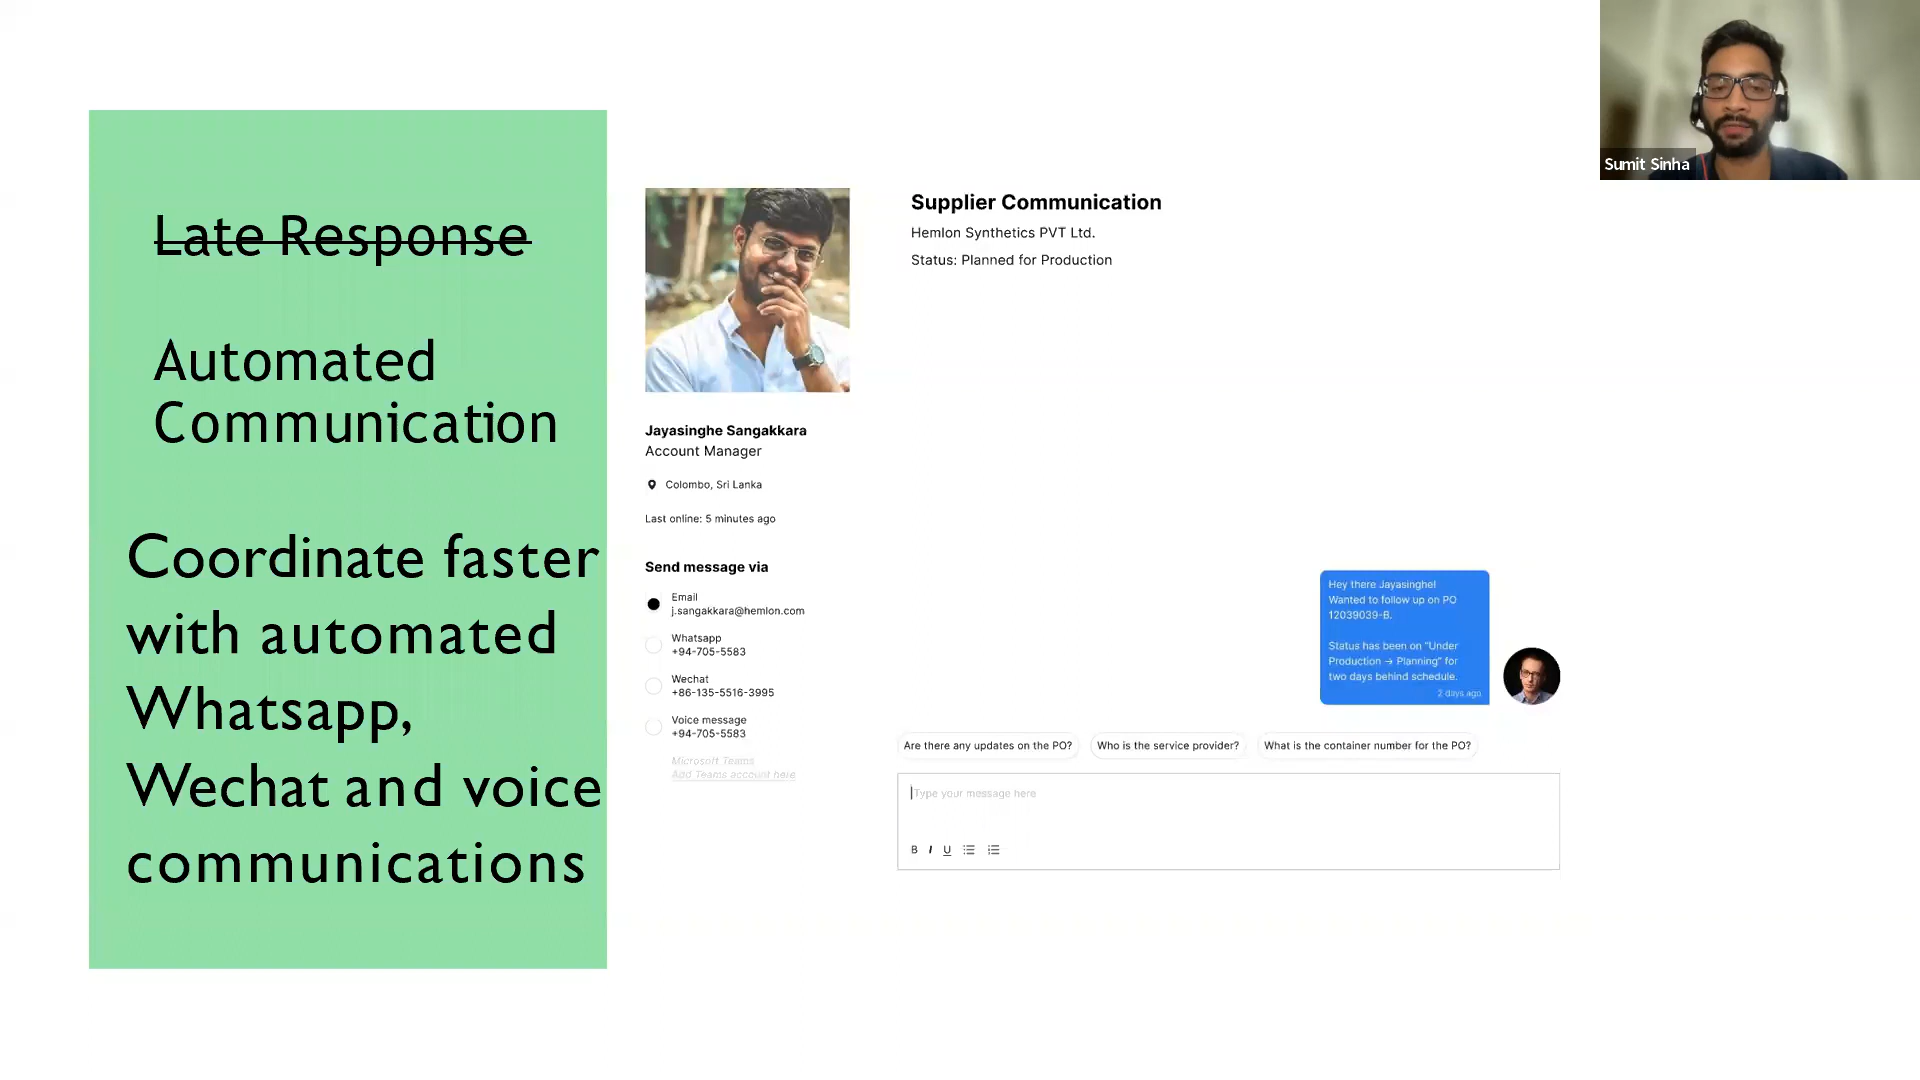 Late Response
Automated
Communication
Coordinate faster
with automated
Whatsapp,
Wechat and voice
communications
Jayasinghe Sangakkara
Account Manager
Colombo, Sri Lanka
Last online: 5 minutes ago
Send message via
Email
j.sangakkara@hemlon.com
Whatsapp
+94-705-5583
Wechat
+86-135-5516-3995
Voice message
+94-705-5583
Microsoft Teams
Add Teams account here
Supplier Communication
Hemlon Synthetics PVT Ltd.
Status: Planned for Production
Hey there Jayasinghe!
Wanted to follow up on PO
12039039-B.
Status has been on "Under
Production → Planning" for
two days behind schedule.
2 days ago
Are there any updates on the PO?
Who is the service provider?
What is the container number for the PO?
Type your message here
B I U
Sumit Sinha